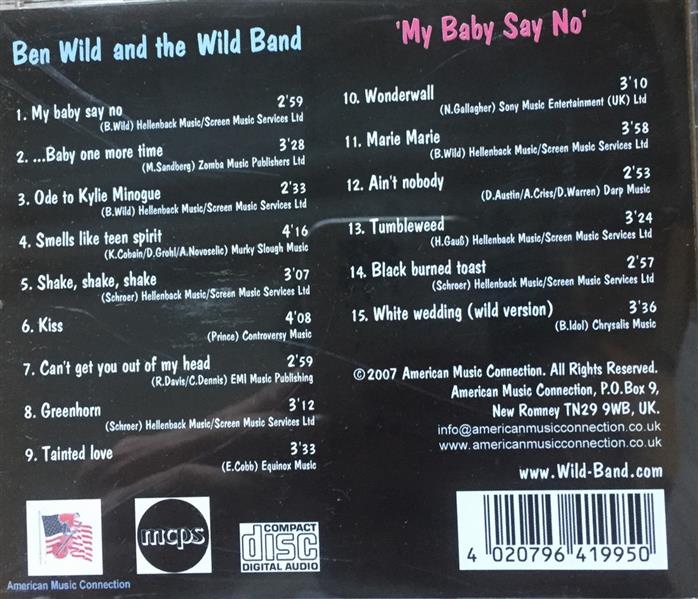 Ben Wild and the Wild Band
'My Baby Say No'
1. My baby say no 2'59
(B.Wild) Hellenback Music/Screen Music Services Ltd
2. ...Baby one more time 3'28
(M.Sandberg) Zomba Music Publishers Ltd
3. Ode to Kylie Minogue 2'33
(B.Wild) Hellenback Music/Screen Music Services Ltd
4. Smells like teen spirit 4'16
(K.Cobain/D.Grohl/A.Novoselic) Murky Slough Music
5. Shake, shake, shake 3'07
(Schroer) Hellenback Music/Screen Music Services Ltd
6. Kiss 4'08
(Prince) Controversy Music
7. Can't get you out of my head 2'59
(R.Davis/C.Dennis) EMI Music Publishing
8. Greenhorn 3'12
(Schroer) Hellenback Music/Screen Music Services Ltd
9. Tainted love 3'33
(E.Cobb) Equinox Music
10. Wonderwall 3'10
(N.Gallagher) Sony Music Entertainment (UK) Ltd
11. Marie Marie 3'58
(B.Wild) Hellenback Music/Screen Music Services Ltd
12. Ain't nobody 2'53
(D.Austin/A.Criss/D.Warren) Darp Music
13. Tumbleweed 3'24
(H.Gauß) Hellenback Music/Screen Music Services Ltd
14. Black burned toast 2'57
(Schroer) Hellenback Music/Screen Music Services Ltd
15. White wedding (wild version) 3'36
(B.Idol) Chrysalis Music
©2007 American Music Connection. All Rights Reserved.
American Music Connection, P.O.Box 9,
New Romney TN29 9WB, UK.
info@americanmusicconnection.co.uk
www.americanmusicconnection.co.uk
www.Wild-Band.com
mcps
COMPACT
disc
DIGITAL AUDIO
American Music Connection
4 020796 419950